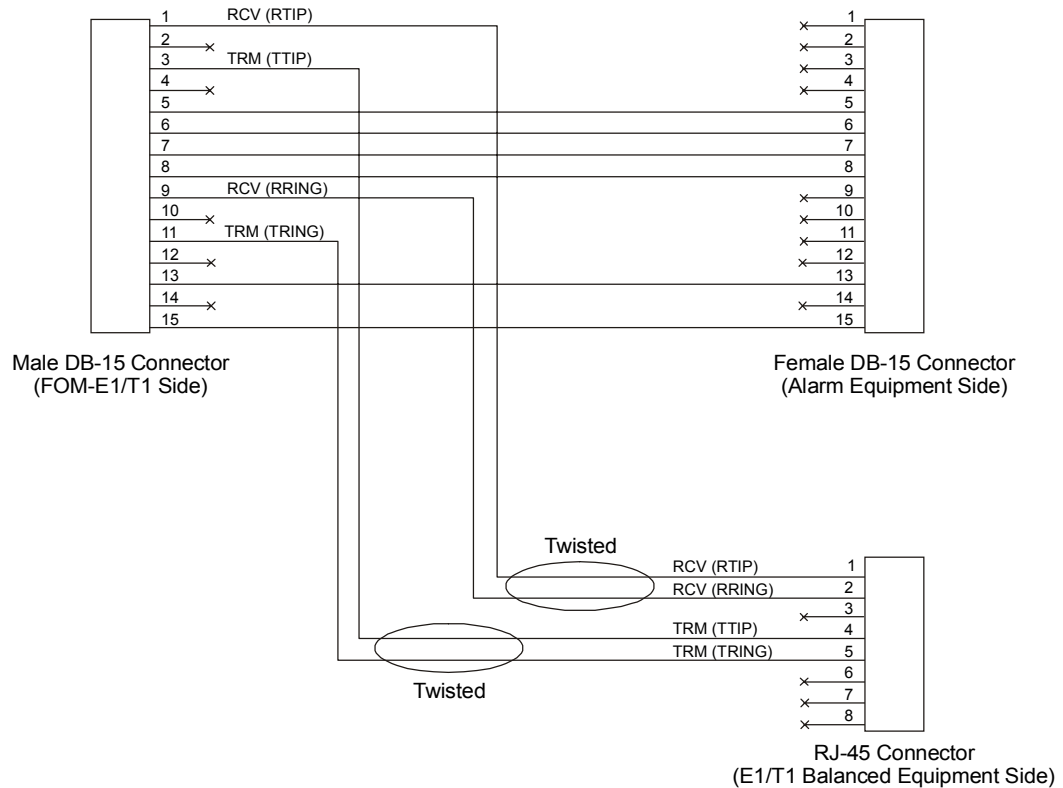 1 RCV (RTIP)
2
3 TRM (TTIP)
4
5
6
7
8
9 RCV (RRING)
10
11 TRM (TRING)
12
13
14
15
Male DB-15 Connector
(FOM-E1/T1 Side)
1
2
3
4
5
6
7
8
9
10
11
12
13
14
15
Female DB-15 Connector
(Alarm Equipment Side)
Twisted
Twisted
RCV (RTIP) 1
RCV (RRING) 2
3
TRM (TTIP) 4
TRM (TRING) 5
6
7
8
RJ-45 Connector
(E1/T1 Balanced Equipment Side)